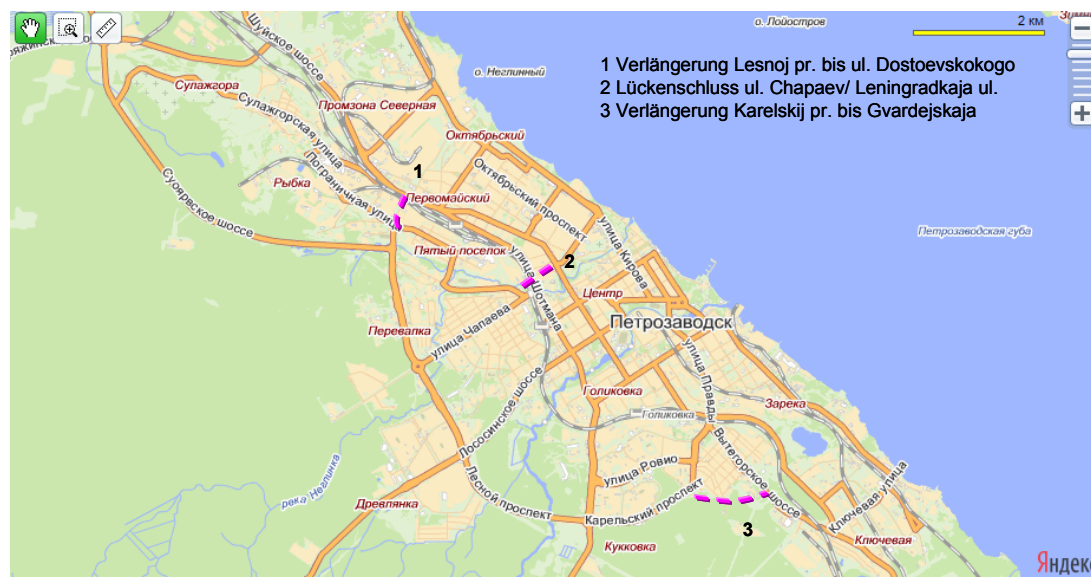 2 км
о. Лойостров
Шуйское шоссе
1 Verlängerung Lesnoj pr. bis ul. Dostoevskokogo
2 Lückenschluss ul. Chapaev/ Leningradkaja ul.
3 Verlängerung Karelskij pr. bis Gvardejskaja
о. Неглинный
Сулажгора
Промзона Северная
Сулажгорская улица
Октябрьский
1
Рыбка
Пограничная улица
Первомайский
Октябрьский проспект
Суоярвское шоссе
улица Кирова
Петрозаводская губа
Пятый поселок
2
улица Шотмана
Центр
Петрозаводск
улица Чапаева
Перевалка
улица Правды
Голиковка
Зарека
Лососинское шоссе
Голиковка
Вытегорское шоссе
улица Ровио
Ключевая улица
река Неглинка
Лесной проспект
Древлянка
Карельский проспект
3
Ключевая
Кукковка
Яндек